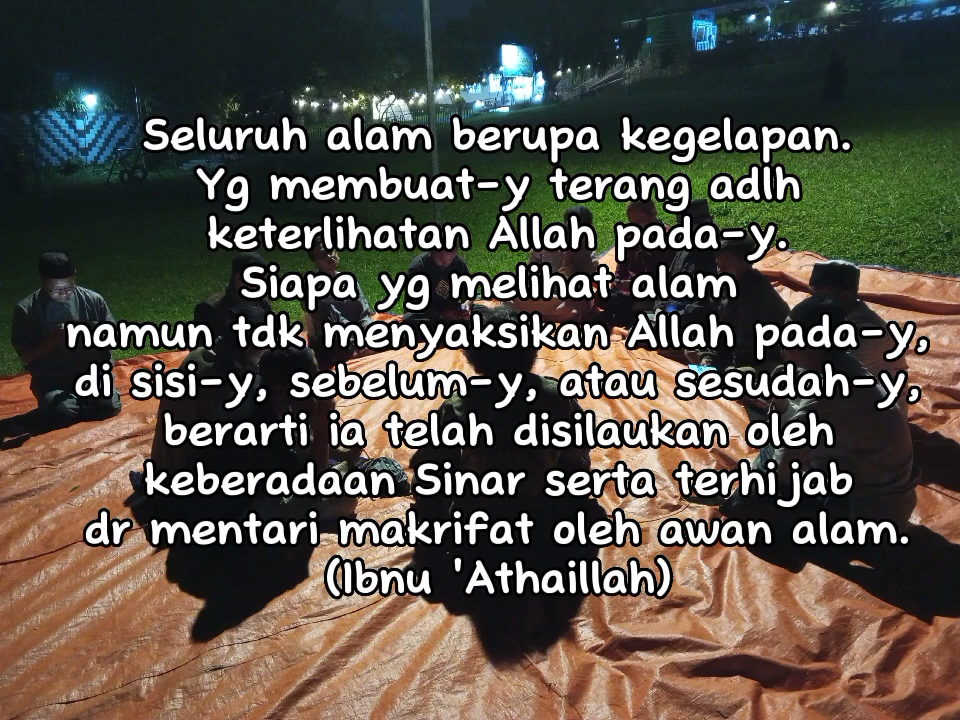 Seluruh alam berupa kegelapan.
Yg membuat-y terang adlh
keterlihatan Allah pada-y.
Siapa yg melihat alam
namun tdk menyaksikan Allah pada-y,
di sisi-y, sebelum-y, atau sesudah-y,
berarti ia telah disilaukan oleh
keberadaan Sinar serta terhijab
dr mentari makrifat oleh awan alam.
(Ibnu 'Athaillah)